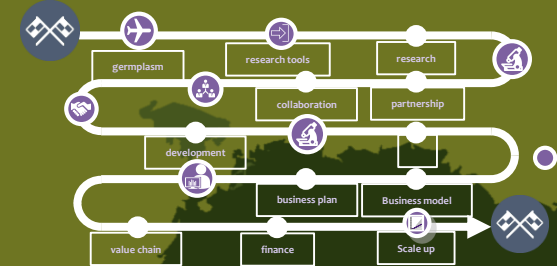 germplasm
research tools
research
collaboration
partnership
development
business plan
Business model
value chain
finance
Scale up